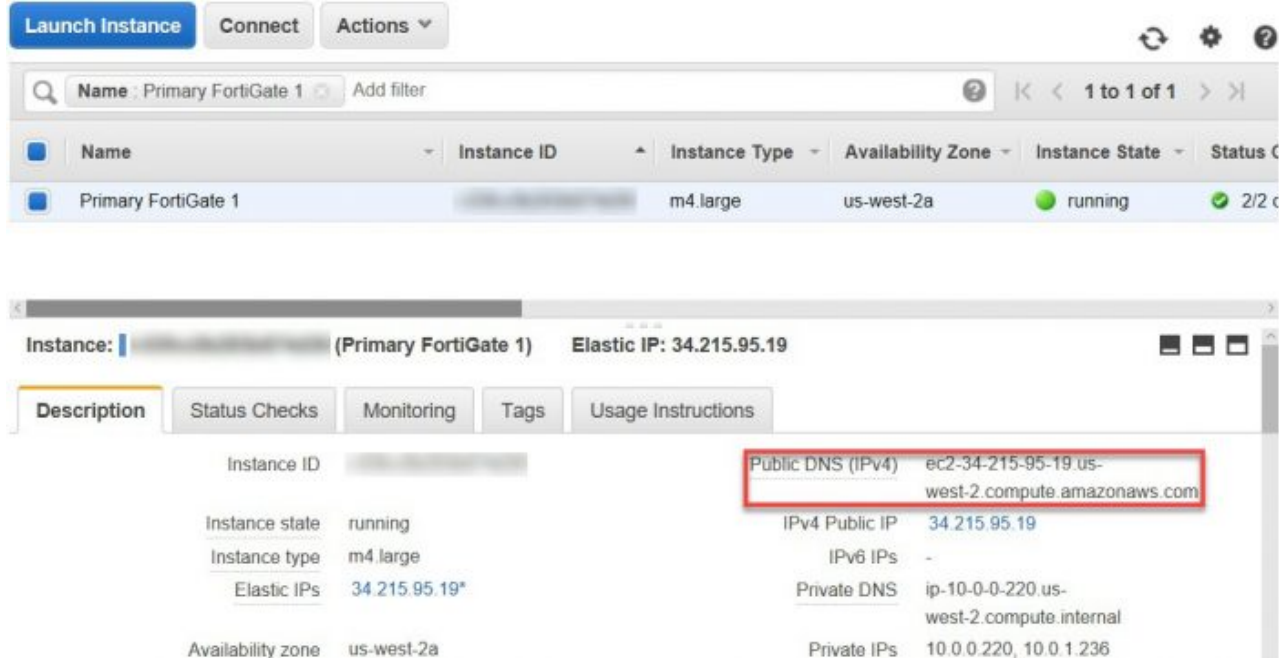 Launch Instance Connect Actions
Name : Primary FortiGate 1 Add filter 1 to 1 of 1
Name Instance ID Instance Type Availability Zone Instance State Status
Primary FortiGate 1 m4.large us-west-2a running 2/2
Instance: (Primary FortiGate 1) Elastic IP: 34.215.95.19
Description Status Checks Monitoring Tags Usage Instructions
Instance ID Public DNS (IPv4) ec2-34-215-95-19.us-
west-2.compute.amazonaws.com
Instance state running IPv4 Public IP 34.215.95.19
Instance type m4.large IPv6 IPs -
Elastic IPs 34.215.95.19* Private DNS ip-10-0-0-220.us-
west-2.compute.internal
Availability zone us-west-2a Private IPs 10.0.0.220, 10.0.1.236